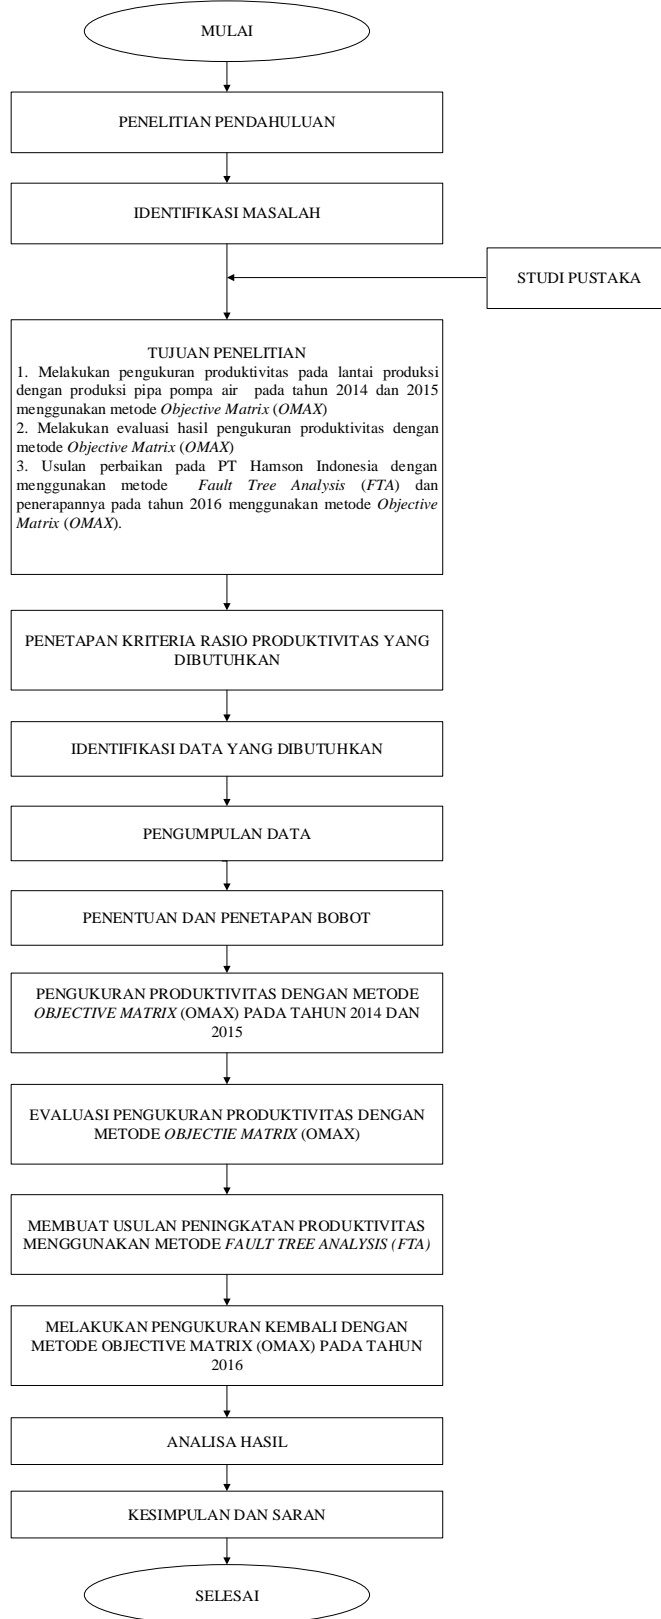 MULAI
PENELITIAN PENDAHULUAN
IDENTIFIKASI MASALAH
STUDI PUSTAKA
TUJUAN PENELITIAN
1. Melakukan pengukuran produktivitas pada lantai produksi
dengan produksi pipa pompa air pada tahun 2014 dan 2015
menggunakan metode Objective Matrix (OMAX)
2. Melakukan evaluasi hasil pengukuran produktivitas dengan
metode Objective Matrix (OMAX)
3. Usulan perbaikan pada PT Hamson Indonesia dengan
menggunakan metode Fault Tree Analysis (FTA) dan
penerapannya pada tahun 2016 menggunakan metode Objective
Matrix (OMAX).
PENETAPAN KRITERIA RASIO PRODUKTIVITAS YANG
DIBUTUHKAN
IDENTIFIKASI DATA YANG DIBUTUHKAN
PENGUMPULAN DATA
PENENTUAN DAN PENETAPAN BOBOT
PENGUKURAN PRODUKTIVITAS DENGAN METODE
OBJECTIVE MATRIX (OMAX) PADA TAHUN 2014 DAN
2015
EVALUASI PENGUKURAN PRODUKTIVITAS DENGAN
METODE OBJECTIE MATRIX (OMAX)
MEMBUAT USULAN PENINGKATAN PRODUKTIVITAS
MENGGUNAKAN METODE FAULT TREE ANALYSIS (FTA)
MELAKUKAN PENGUKURAN KEMBALI DENGAN
METODE OBJECTIVE MATRIX (OMAX) PADA TAHUN
2016
ANALISA HASIL
KESIMPULAN DAN SARAN
SELESAI